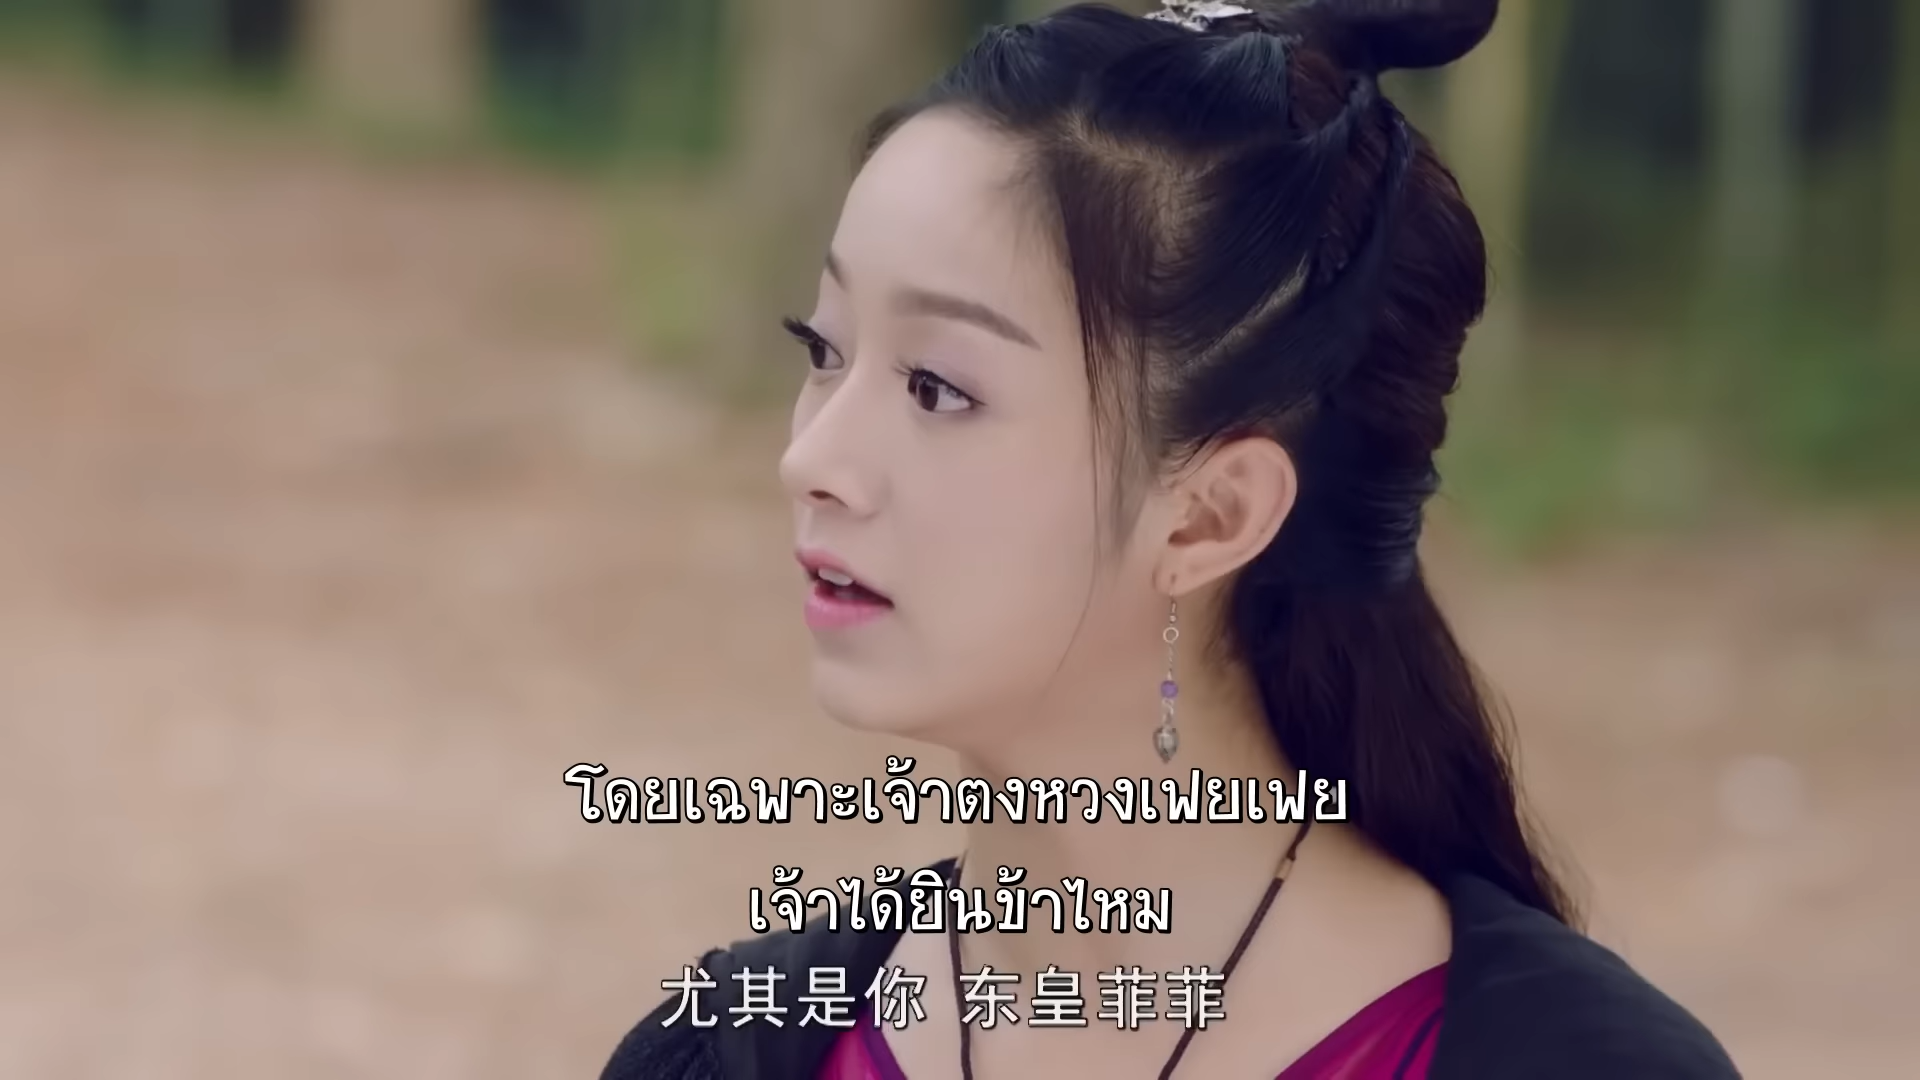 โดยเฉพาะเจ้าตงหวงเฟยเฟย
เจ้าได้ยินข้าไหม
尤其是你 东皇菲菲